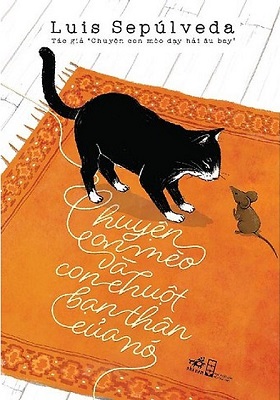 Luis Sepúlveda
Tác giả "Chuyện con mèo dạy hải âu bay"
Chuyện
con mèo
và
con chuột
bạn thân
của nó